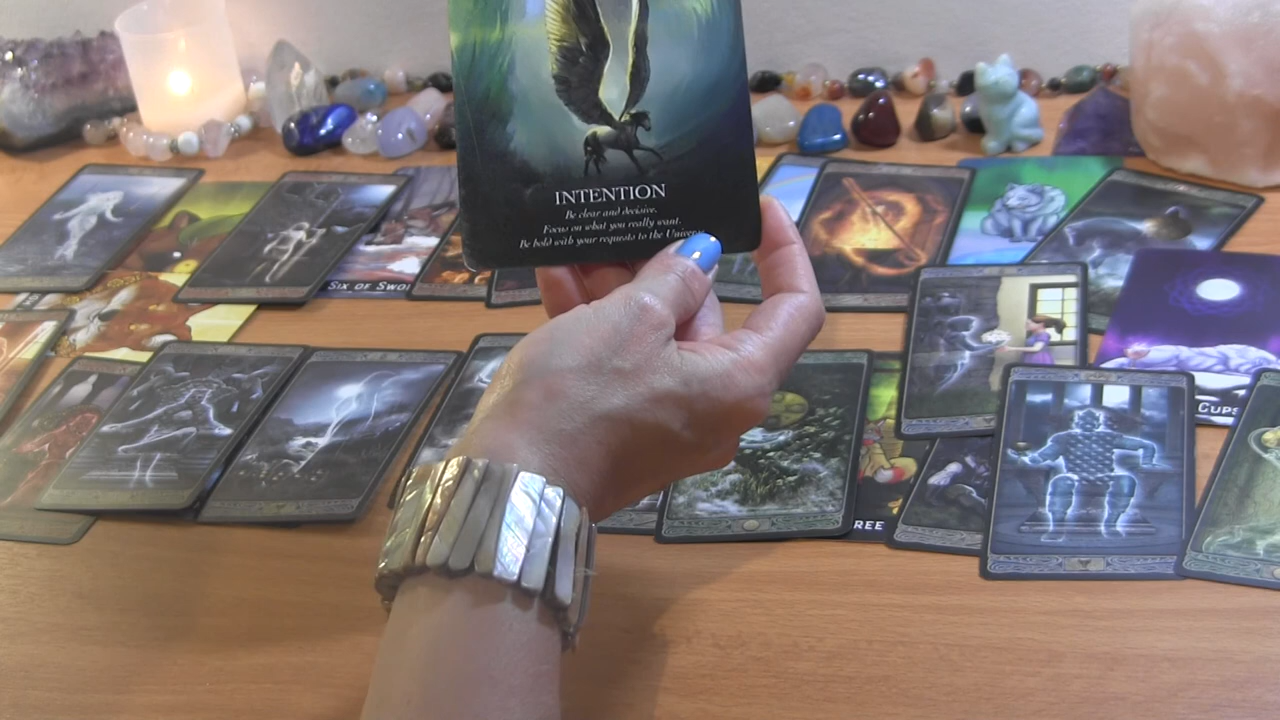 INTENTION
Be clear and decisive.
Focus on what you really want.
Be bold with your requests to the Univers
SIX OF SWO
CUPS
REE